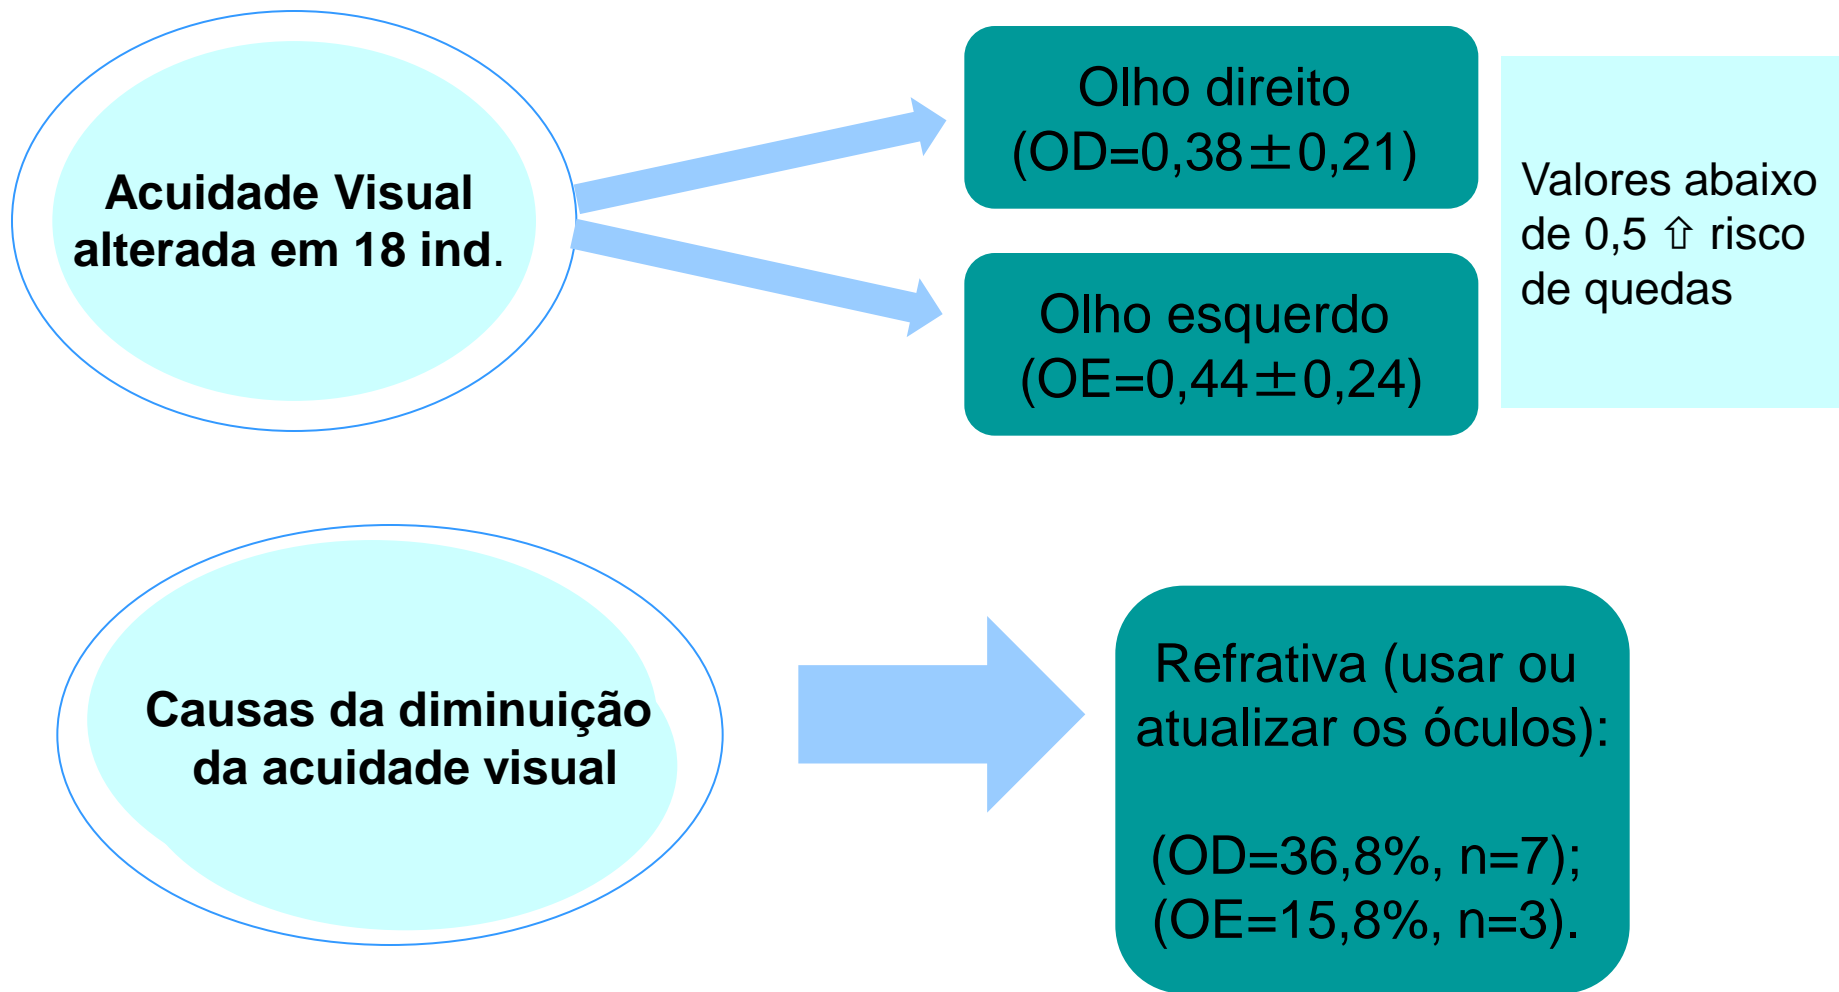 Acuidade Visual
alterada em 18 ind.
Olho direito
(OD=0,38±0,21)
Olho esquerdo
(OE=0,44±0,24)
Valores abaixo
de 0,5 ⇧ risco
de quedas
Causas da diminuição
da acuidade visual
Refrativa (usar ou
atualizar os óculos):
(OD=36,8%, n=7);
(OE=15,8%, n=3).